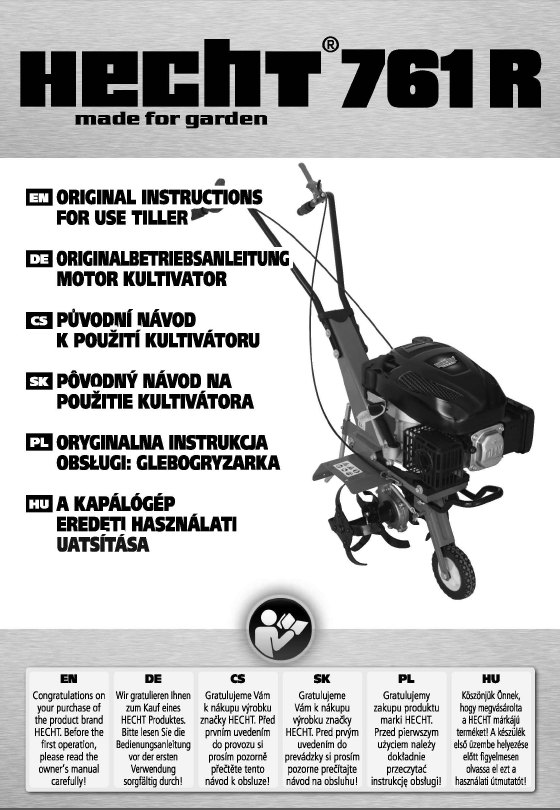 HECHT® 761 R
made for garden
EN ORIGINAL INSTRUCTIONS
FOR USE TILLER
DE ORIGINALBETRIEBSANLEITUNG
MOTOR KULTIVATOR
CS PŮVODNÍ NÁVOD
K POUŽITÍ KULTIVÁTORU
SK PÔVODNÝ NÁVOD NA
POUŽITIE KULTIVÁTORA
PL ORYGINALNA INSTRUKCJA
OBSŁUGI: GLEBOGRYZARKA
HU A KAPÁLÓGÉP
EREDETI HASZNÁLATI
UATSÍTÁSA
EN
Congratulations on
your purchase of
the product brand
HECHT. Before the
first operation,
please read the
owner's manual
carefully!
DE
Wir gratulieren Ihnen
zum Kauf eines
HECHT Produktes.
Bitte lesen Sie die
Bedienungsanleitung
vor der ersten
Verwendung
sorgfältig durch!
CS
Gratulujeme Vám
k nákupu výrobku
značky HECHT. Před
prvním uvedením
do provozu si
prosím pozorně
přečtěte tento
návod k obsluze!
SK
Gratulujeme
Vám k nákupu
výrobku značky
HECHT. Pred prvým
uvedením do
prevádzky si prosím
pozorne prečítajte
návod na obsluhu!
PL
Gratulujemy
zakupu produktu
marki HECHT.
Przed pierwszym
użyciem należy
dokładnie
przeczytać
instrukcję obsługi!
HU
Köszönjük Önnek,
hogy megvásárolta
a HECHT márkájú
terméket! A készülék
első üzembe helyezése
előtt figyelmesen
olvassa el ezt a
használati útmutatót!